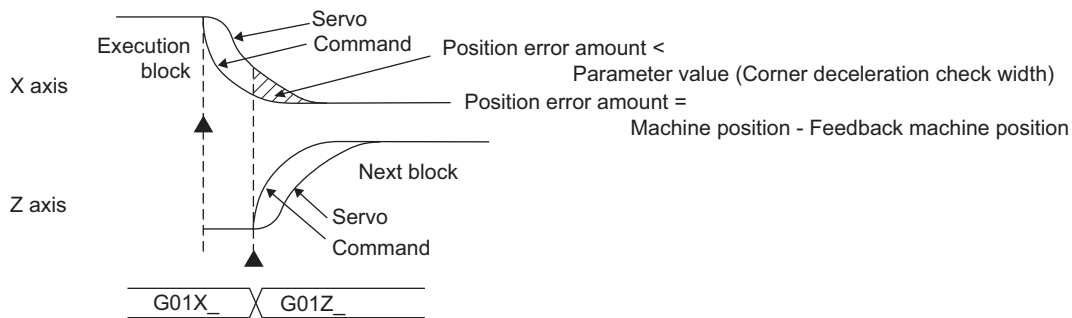 Servo
Command
Execution
block
Position error amount <
Parameter value (Corner deceleration check width)
X axis
Position error amount =
Machine position - Feedback machine position
Next block
Z axis
Servo
Command
G01X_ G01Z_